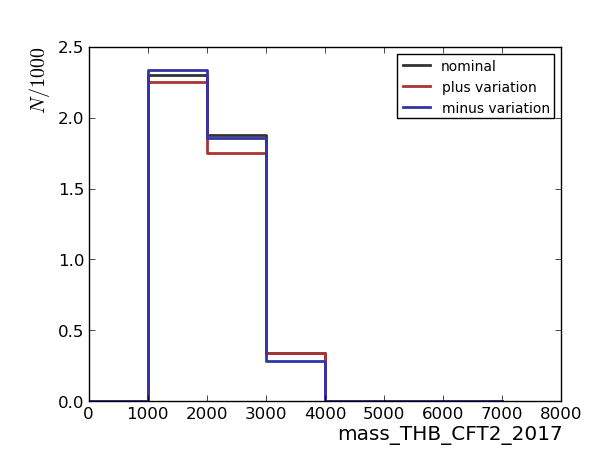 N/1000
2.5
2.0
1.5
1.0
0.5
0.0
nominal
plus variation
minus variation
0 1000 2000 3000 4000 5000 6000 7000 8000
mass_THB_CFT2_2017